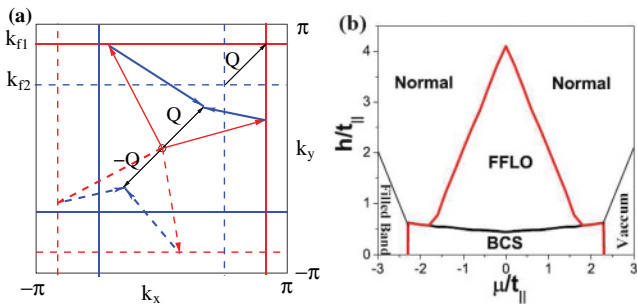 (a)
π
k_f1
k_f2
Q
Q
−Q
k_y
−π
−π
π
k_x
(b)
4
3
2
1
0
h/t_||
Normal
Normal
FFLO
BCS
Filled Band
Vaccum
-3 -2 -1 0 1 2 3
μ/t_||